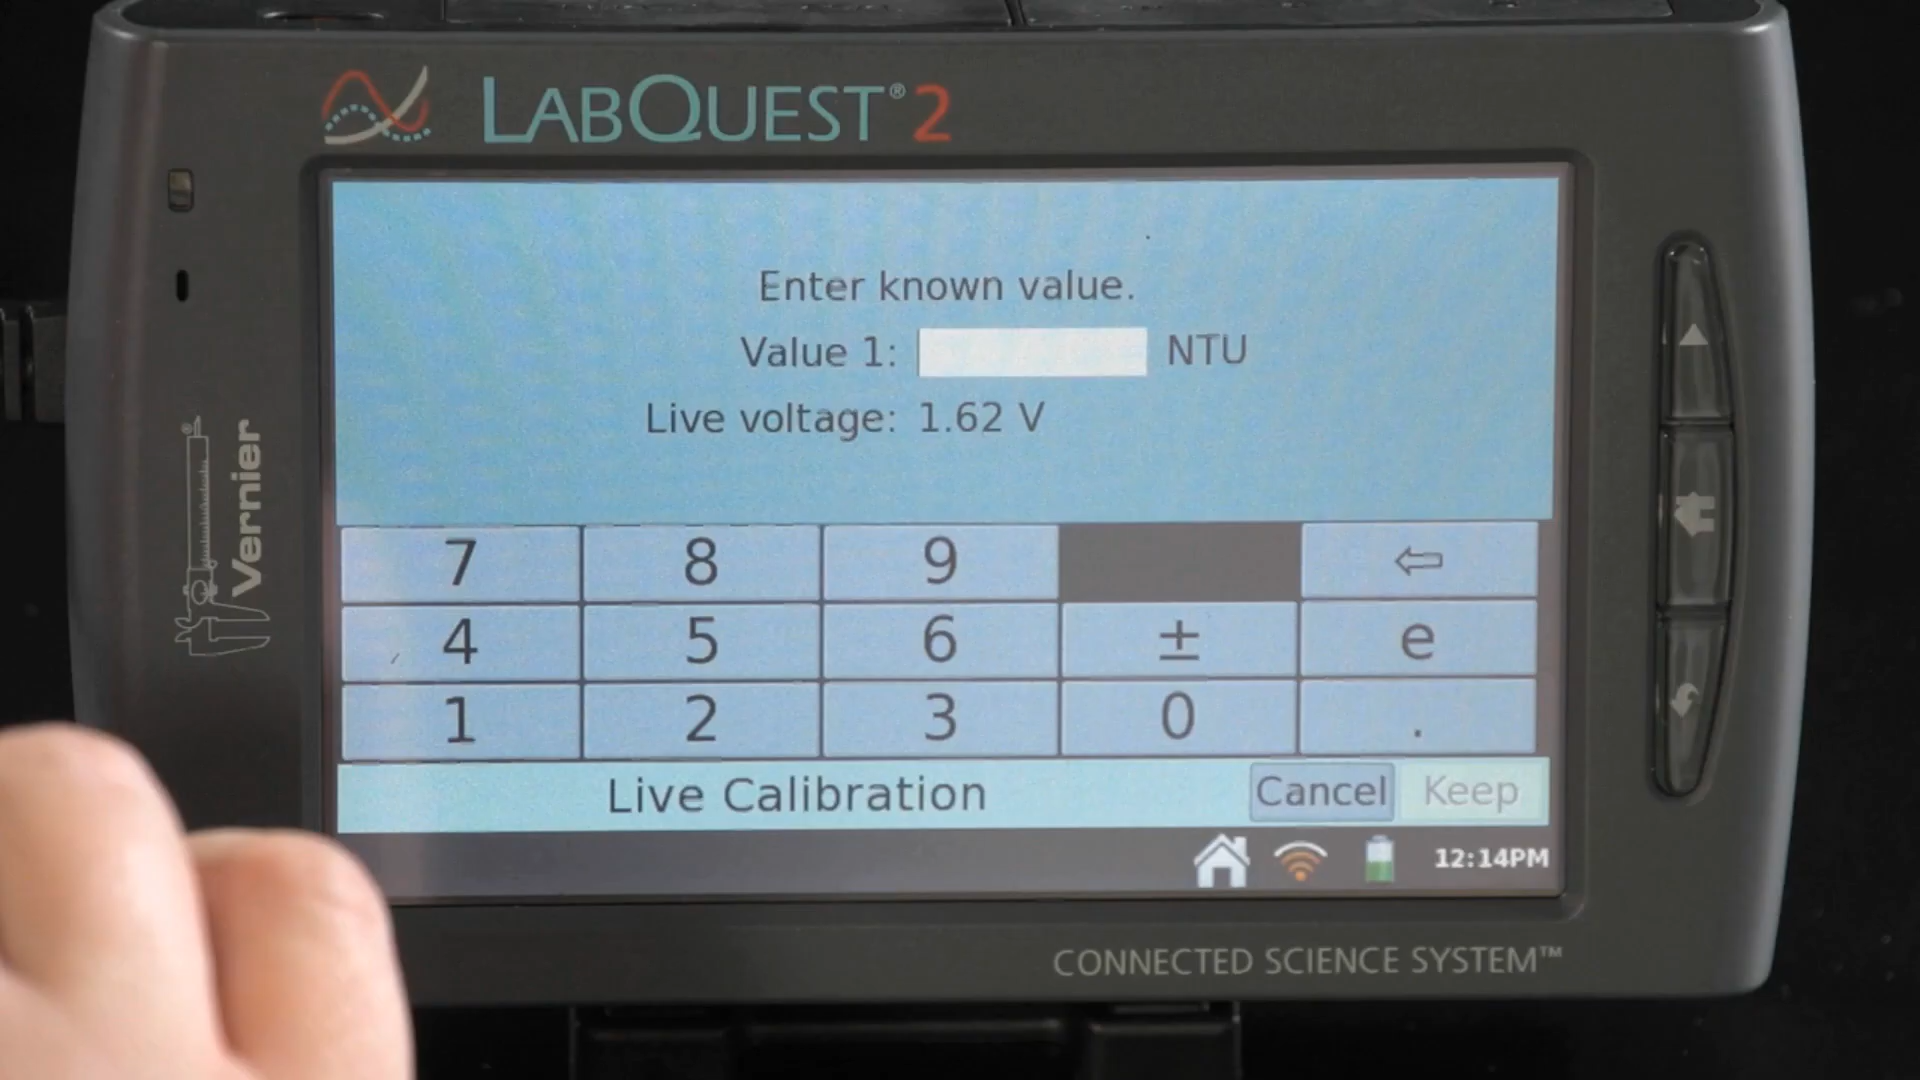 LABQUEST® 2
Enter known value.
Value 1: NTU
Live voltage: 1.62 V
7 8 9 ⇦
4 5 6 ± e
1 2 3 0 .
Live Calibration Cancel Keep
12:14PM
Vernier ®
CONNECTED SCIENCE SYSTEM™